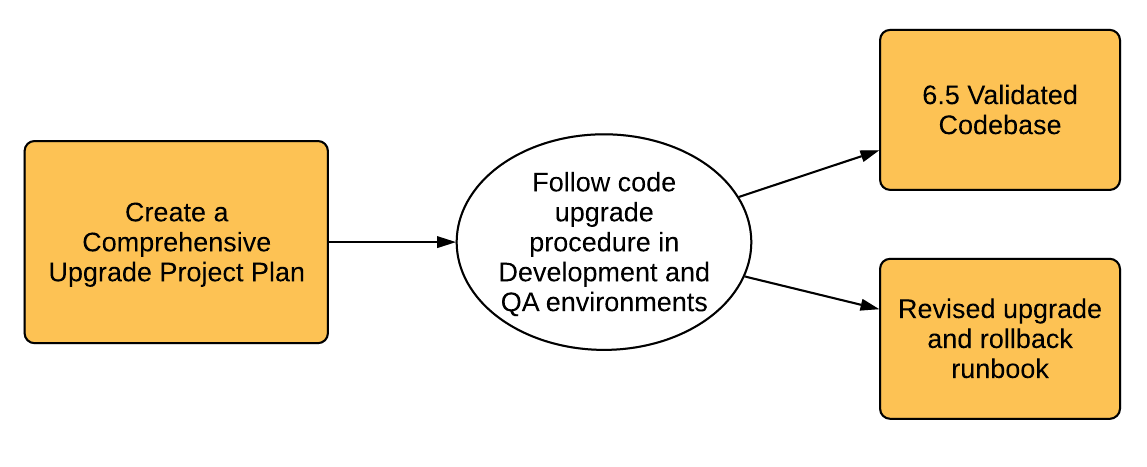 Create a
Comprehensive
Upgrade Project Plan
Follow code
upgrade
procedure in
Development and
QA environments
6.5 Validated
Codebase
Revised upgrade
and rollback
runbook